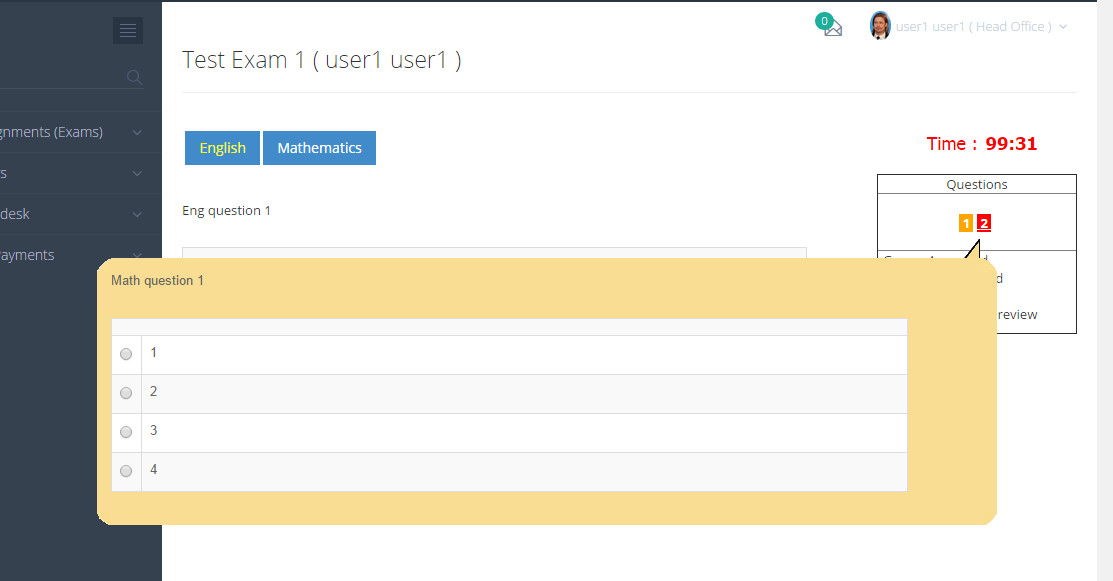 0
user1 user1 ( Head Office )
Test Exam 1 ( user1 user1 )
gnments (Exams)
s
desk
ayments
English
Mathematics
Time : 99:31
Questions
1 2
Eng question 1
d
review
Math question 1
1
2
3
4